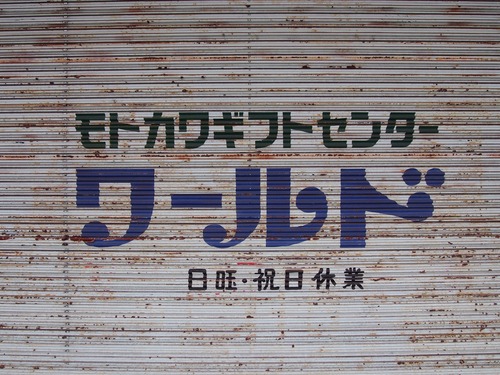 モトカワギフトセンター
ワールド
日旺・祝日休業